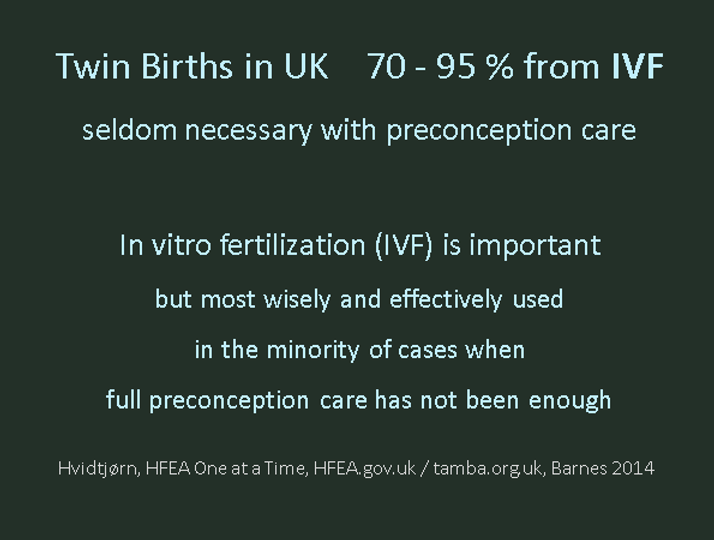 Twin Births in UK 70 - 95 % from IVF
seldom necessary with preconception care
In vitro fertilization (IVF) is important
but most wisely and effectively used
in the minority of cases when
full preconception care has not been enough
Hvidtjørn, HFEA One at a Time, HFEA.gov.uk / tamba.org.uk, Barnes 2014